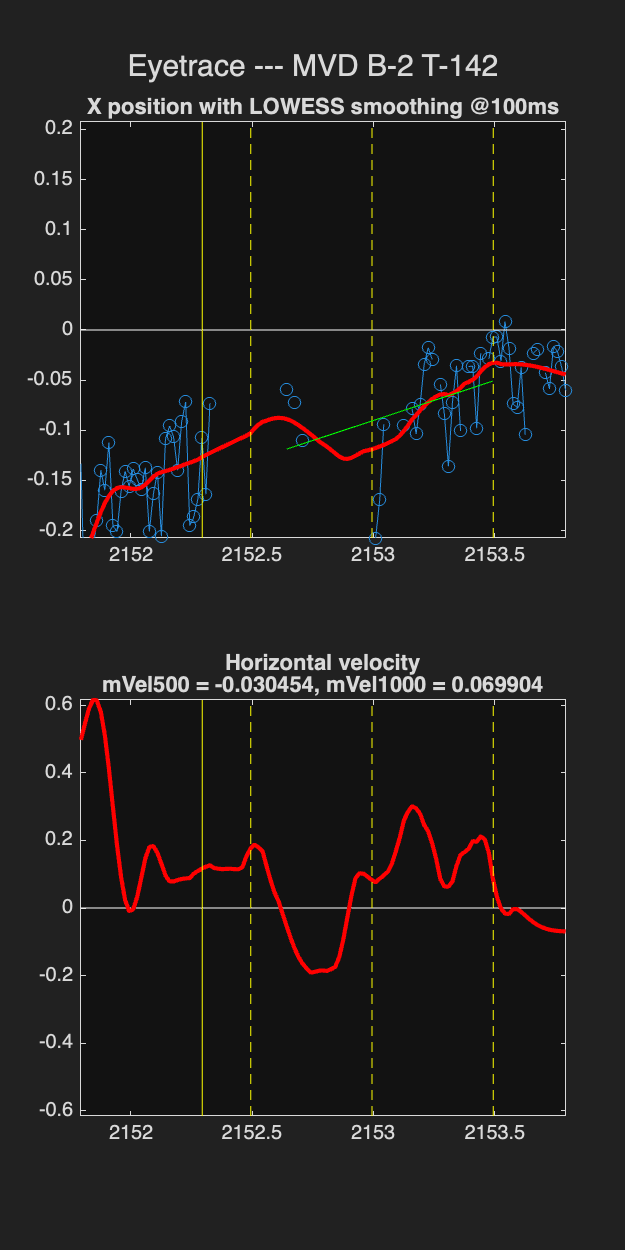 Eyetrace --- MVD B-2 T-142
X position with LOWESS smoothing @100ms
0.2
0.15
0.1
0.05
0
-0.05
-0.1
-0.15
-0.2
2152 2152.5 2153 2153.5
Horizontal velocity
mVel500 = -0.030454, mVel1000 = 0.069904
0.6
0.4
0.2
0
-0.2
-0.4
-0.6
2152 2152.5 2153 2153.5